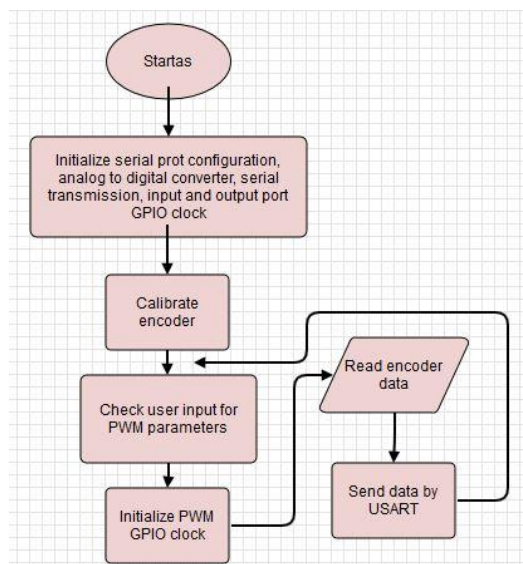 Startas
Initialize serial prot configuration,
analog to digital converter, serial
transmission, input and output port
GPIO clock
Calibrate
encoder
Check user input for
PWM parameters
Initialize PWM
GPIO clock
Read encoder
data
Send data by
USART